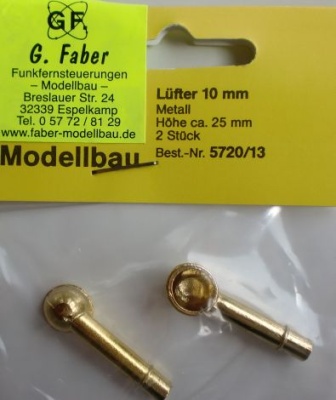 GF
G. Faber
Funkfernsteuerungen
– Modellbau –
Breslauer Str. 24
32339 Espelkamp
Tel. 0 57 72 / 81 29
www.faber-modellbau.de
Modellbau
Lüfter 10 mm
Metall
Höhe ca. 25 mm
2 Stück
Best.-Nr. 5720/13